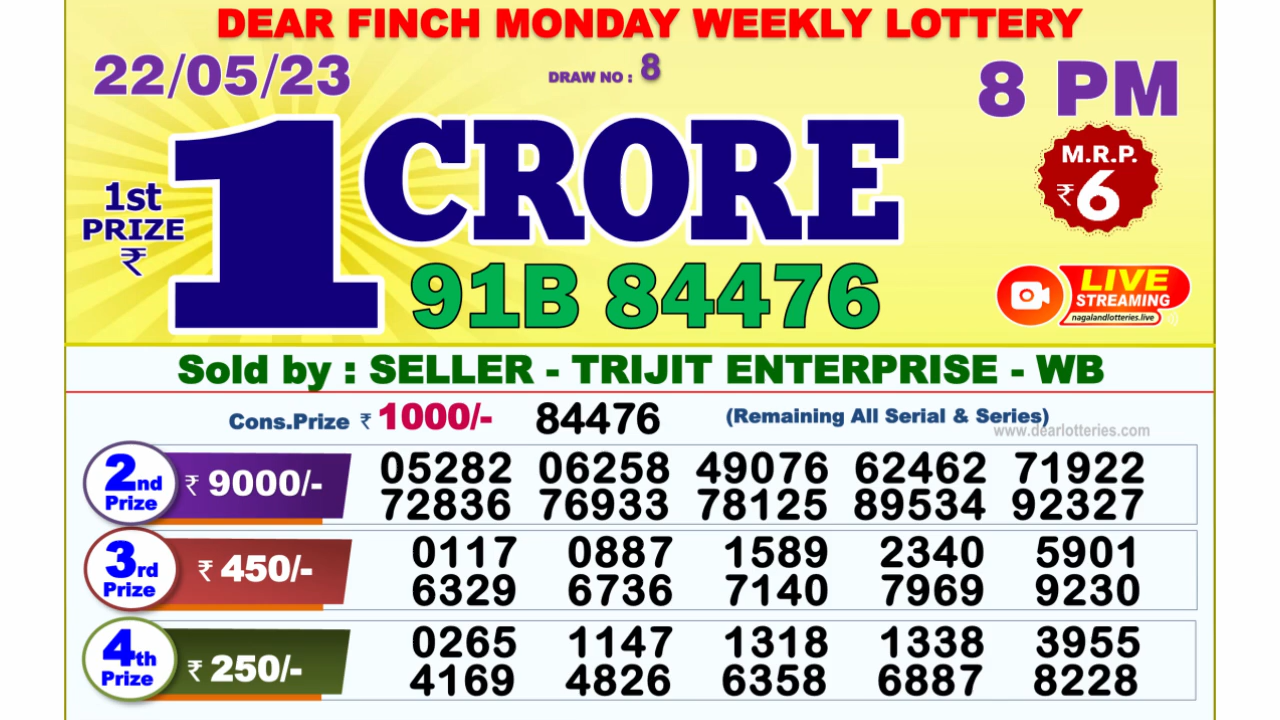 DEAR FINCH MONDAY WEEKLY LOTTERY
22/05/23
DRAW NO : 8
8 PM
1st
PRIZE
₹
1 CRORE
M.R.P.
₹ 6
91B 84476
LIVE
STREAMING
nagalandlotteries.live
Sold by : SELLER - TRIJIT ENTERPRISE - WB
Cons.Prize ₹ 1000/- 84476 (Remaining All Serial & Series)
www.dearlotteries.com
2nd
Prize
₹ 9000/-
05282 06258 49076 62462 71922
72836 76933 78125 89534 92327
3rd
Prize
₹ 450/-
0117 0887 1589 2340 5901
6329 6736 7140 7969 9230
4th
Prize
₹ 250/-
0265 1147 1318 1338 3955
4169 4826 6358 6887 8228